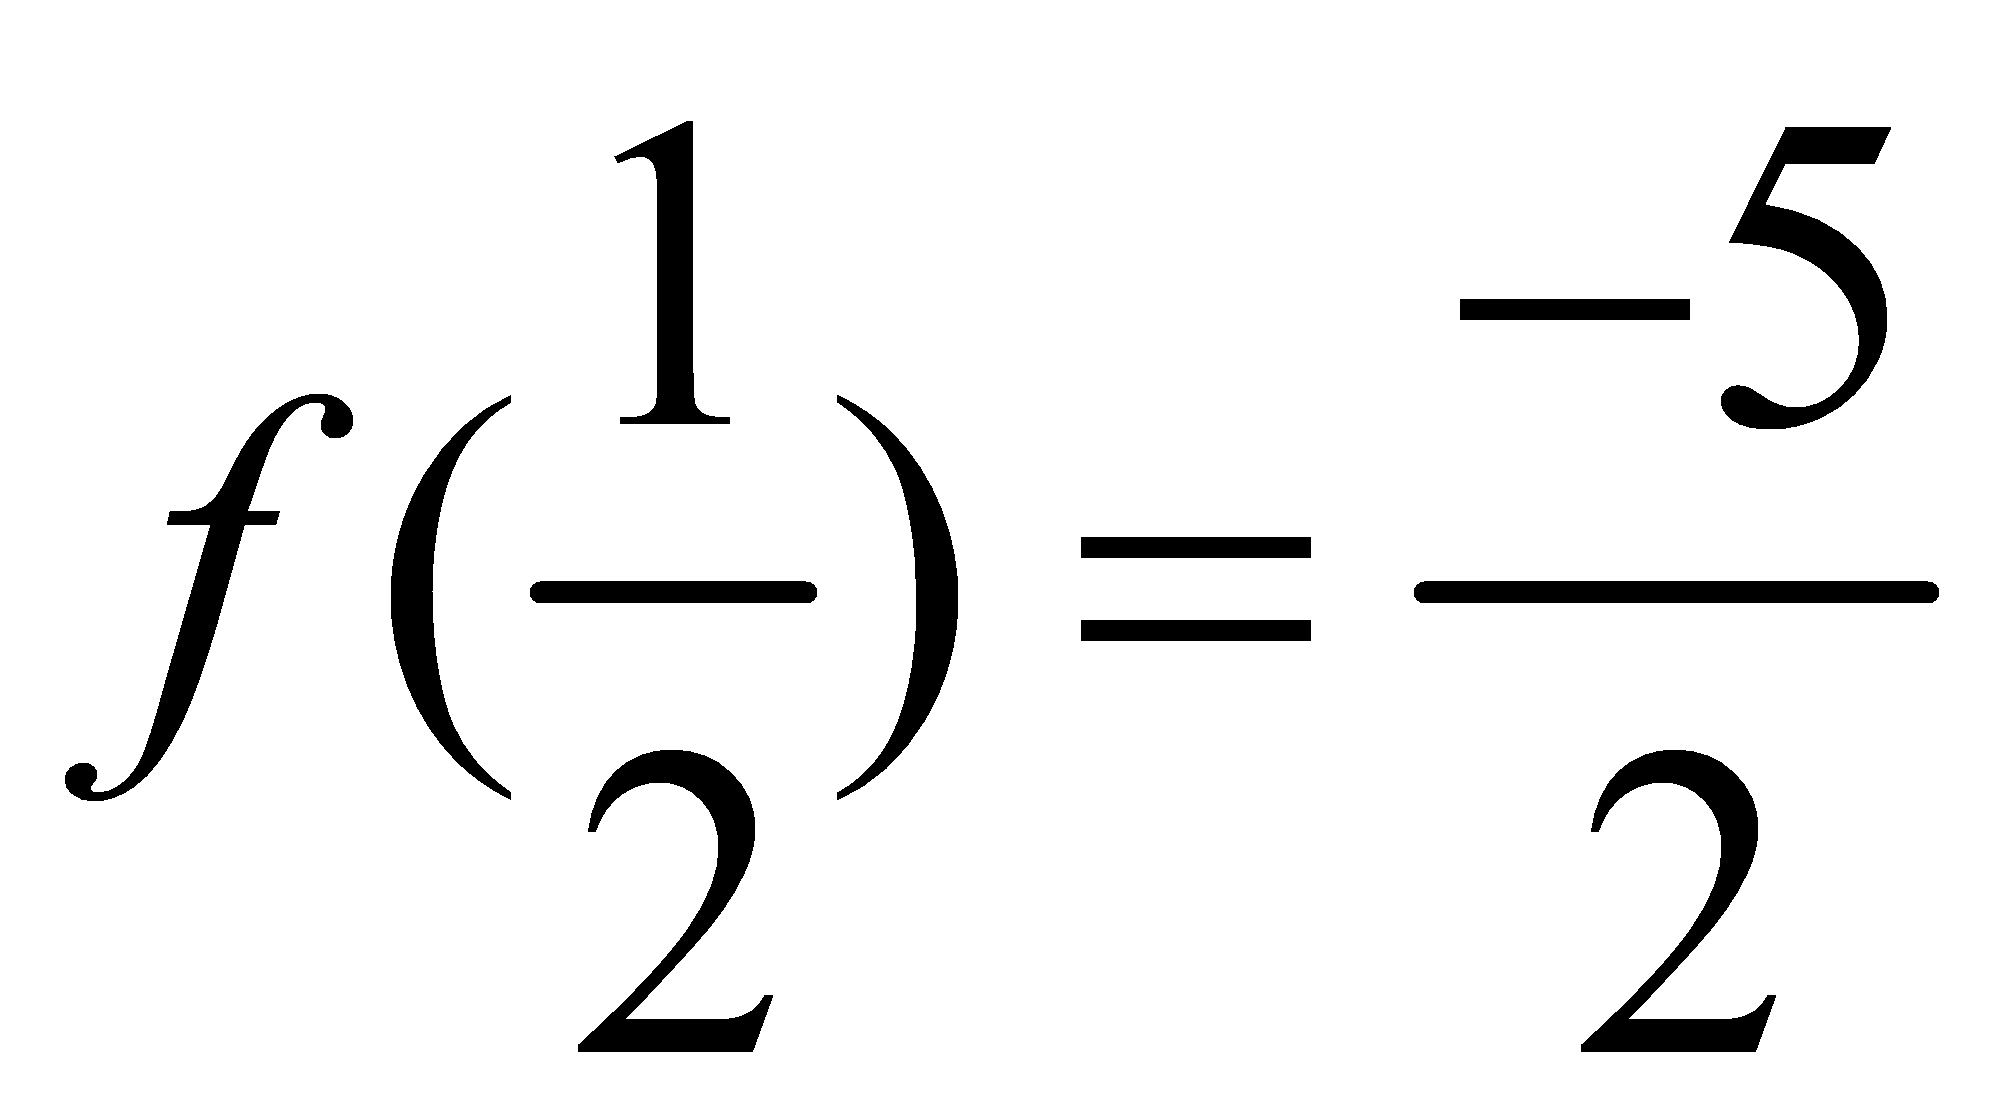 f(1/2) = -5/2